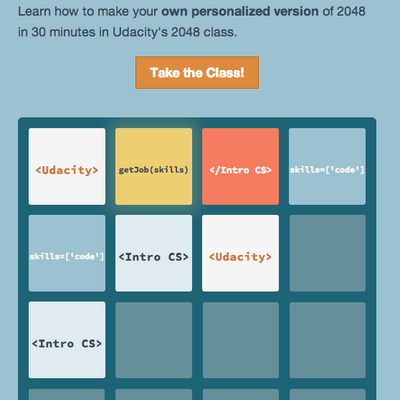 Learn how to make your own personalized version of 2048
in 30 minutes in Udacity's 2048 class.
Take the Class!
<Udacity>
getJob(skills)
</Intro CS>
skills=['code']
skills=['code']
<Intro CS>
<Udacity>
<Intro CS>